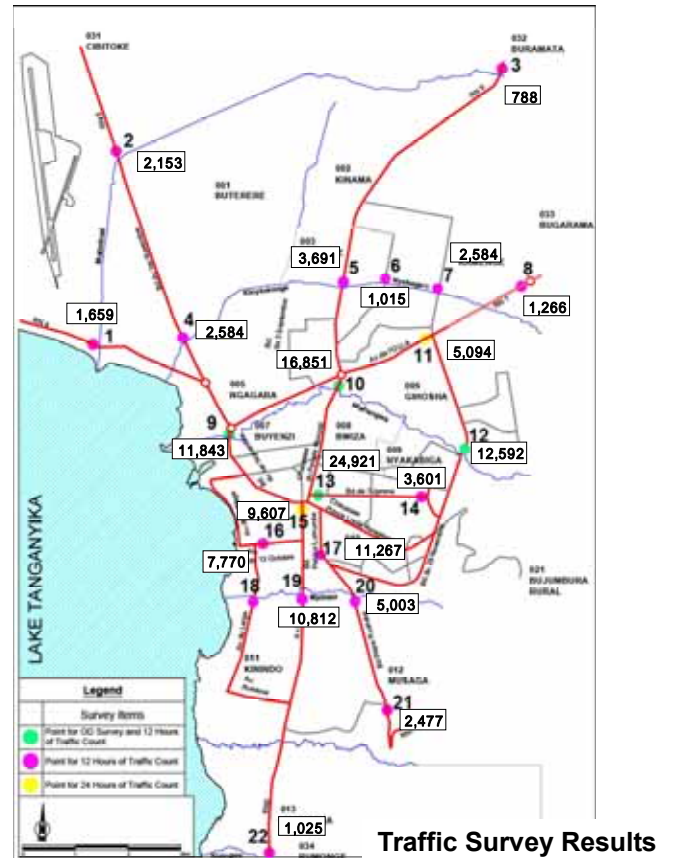 031
CIBITOKE
032
BURAMATA
3
788
2
2,153
002
KINAMA
001
BUTERERE
033
BUGARAMA
003
3,691
2,584
5
6
7
8
1,015
1,266
1,659
1
4
2,584
16,851
11
5,094
10
005
NGAGARA
006
GIHOSHA
9
007
BUYENZI
008
BWIZA
12
11,843
009
NYAKABIGA
12,592
24,921
3,601
13
14
9,607
15
16
17
11,267
7,770
021
BUJUMBURA
RURAL
18
19
20
5,003
10,812
LAKE TANGANYIKA
011
KININDO
012
MUSAGA
21
2,477
Legend
Survey Items
Point for OD Survey and 12 Hours
of Traffic Count
Point for 12 Hours of Traffic Count
Point for 24 Hours of Traffic Count
013
1,025
22
034
Traffic Survey Results